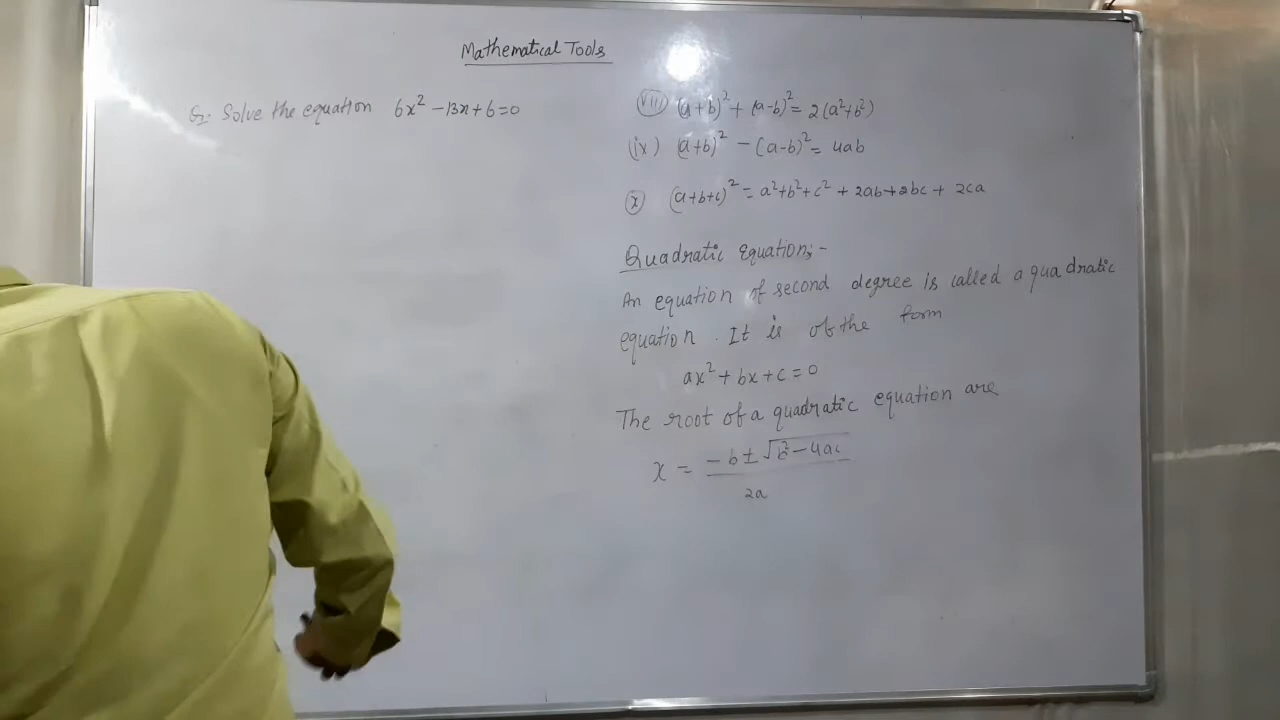 Mathematical Tools
Q1. Solve the equation 6x² - 13x + 6 = 0
(viii) (a+b)² + (a-b)² = 2(a²+b²)
(ix) (a+b)² - (a-b)² = 4ab
(x) (a+b+c)² = a²+b²+c² + 2ab+2bc + 2ca
Quadratic Equation;-
An equation of second degree is called a quadratic
equation. It is of the form
ax² + bx + c = 0
The root of a quadratic equation are
x = -b ± √b²-4ac / 2a